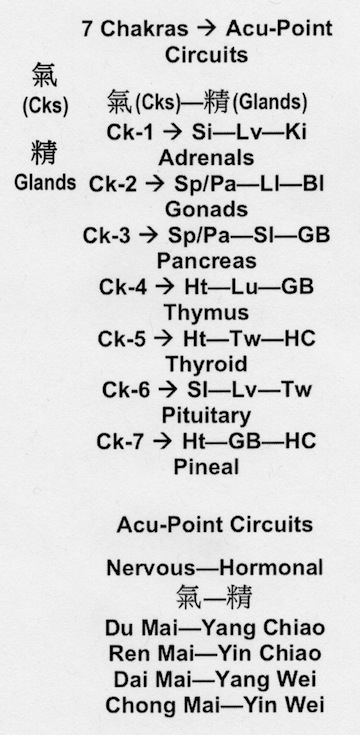 7 Chakras → Acu-Point
Circuits
氣
(Cks)
精
Glands
氣(Cks)—精(Glands)
Ck-1 → Si—Lv—Ki
Adrenals
Ck-2 → Sp/Pa—LI—Bl
Gonads
Ck-3 → Sp/Pa—SI—GB
Pancreas
Ck-4 → Ht—Lu—GB
Thymus
Ck-5 → Ht—Tw—HC
Thyroid
Ck-6 → SI—Lv—Tw
Pituitary
Ck-7 → Ht—GB—HC
Pineal
Acu-Point Circuits
Nervous—Hormonal
氣—精
Du Mai—Yang Chiao
Ren Mai—Yin Chiao
Dai Mai—Yang Wei
Chong Mai—Yin Wei